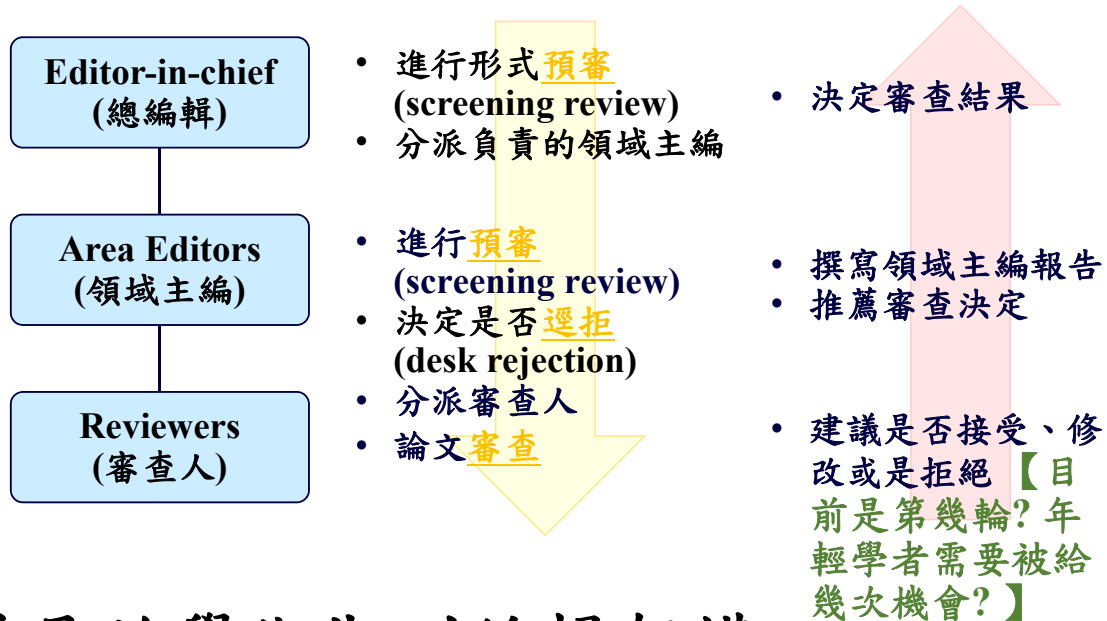 Editor-in-chief
(總編輯)
• 進行形式預審
(screening review)
• 分派負責的領域主編
• 決定審查結果
Area Editors
(領域主編)
• 進行預審
(screening review)
• 決定是否逕拒
(desk rejection)
• 分派審查人
• 撰寫領域主編報告
• 推薦審查決定
Reviewers
(審查人)
• 論文審查
• 建議是否接受、修
改或是拒絕【目
前是第幾輪? 年
輕學者需要被給
幾次機會?】